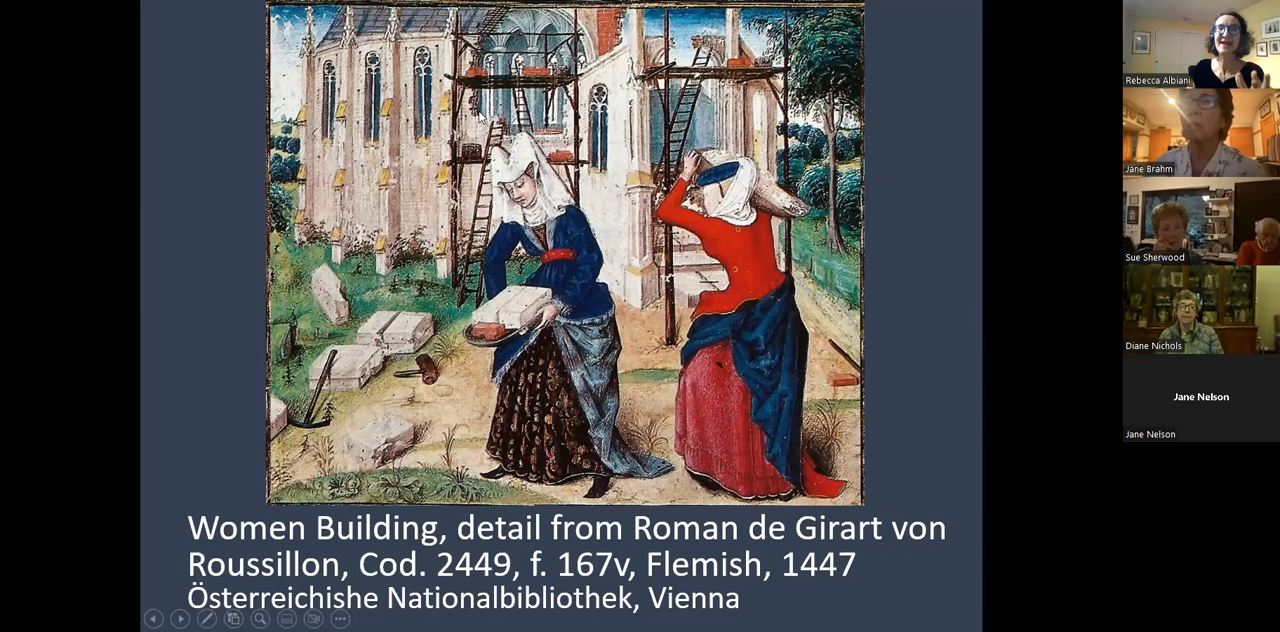 Women Building, detail from Roman de Girart von
Roussillon, Cod. 2449, f. 167v, Flemish, 1447
Österreichishe Nationalbibliothek, Vienna
Rebecca Albiani
Jane Brahm
Sue Sherwood
Diane Nichols
Jane Nelson
Jane Nelson